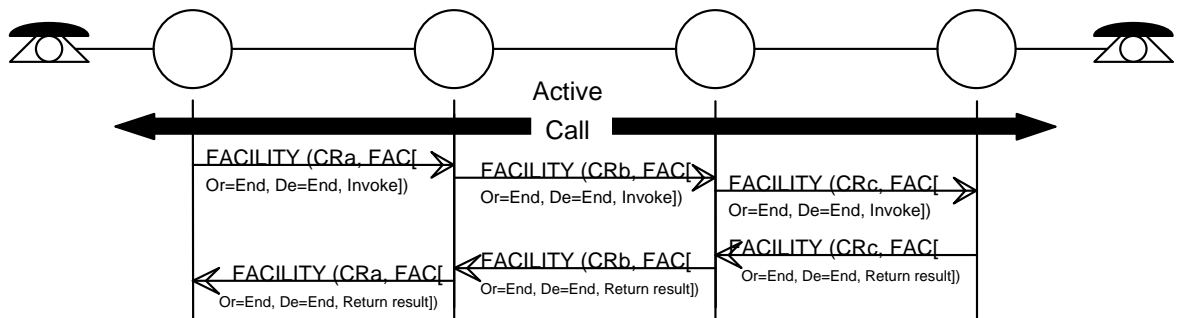 Active
Call
FACILITY (CRa, FAC[
Or=End, De=End, Invoke])
FACILITY (CRb, FAC[
Or=End, De=End, Invoke])
FACILITY (CRc, FAC[
Or=End, De=End, Invoke])
FACILITY (CRc, FAC[
Or=End, De=End, Return result])
FACILITY (CRb, FAC[
Or=End, De=End, Return result])
FACILITY (CRa, FAC[
Or=End, De=End, Return result])